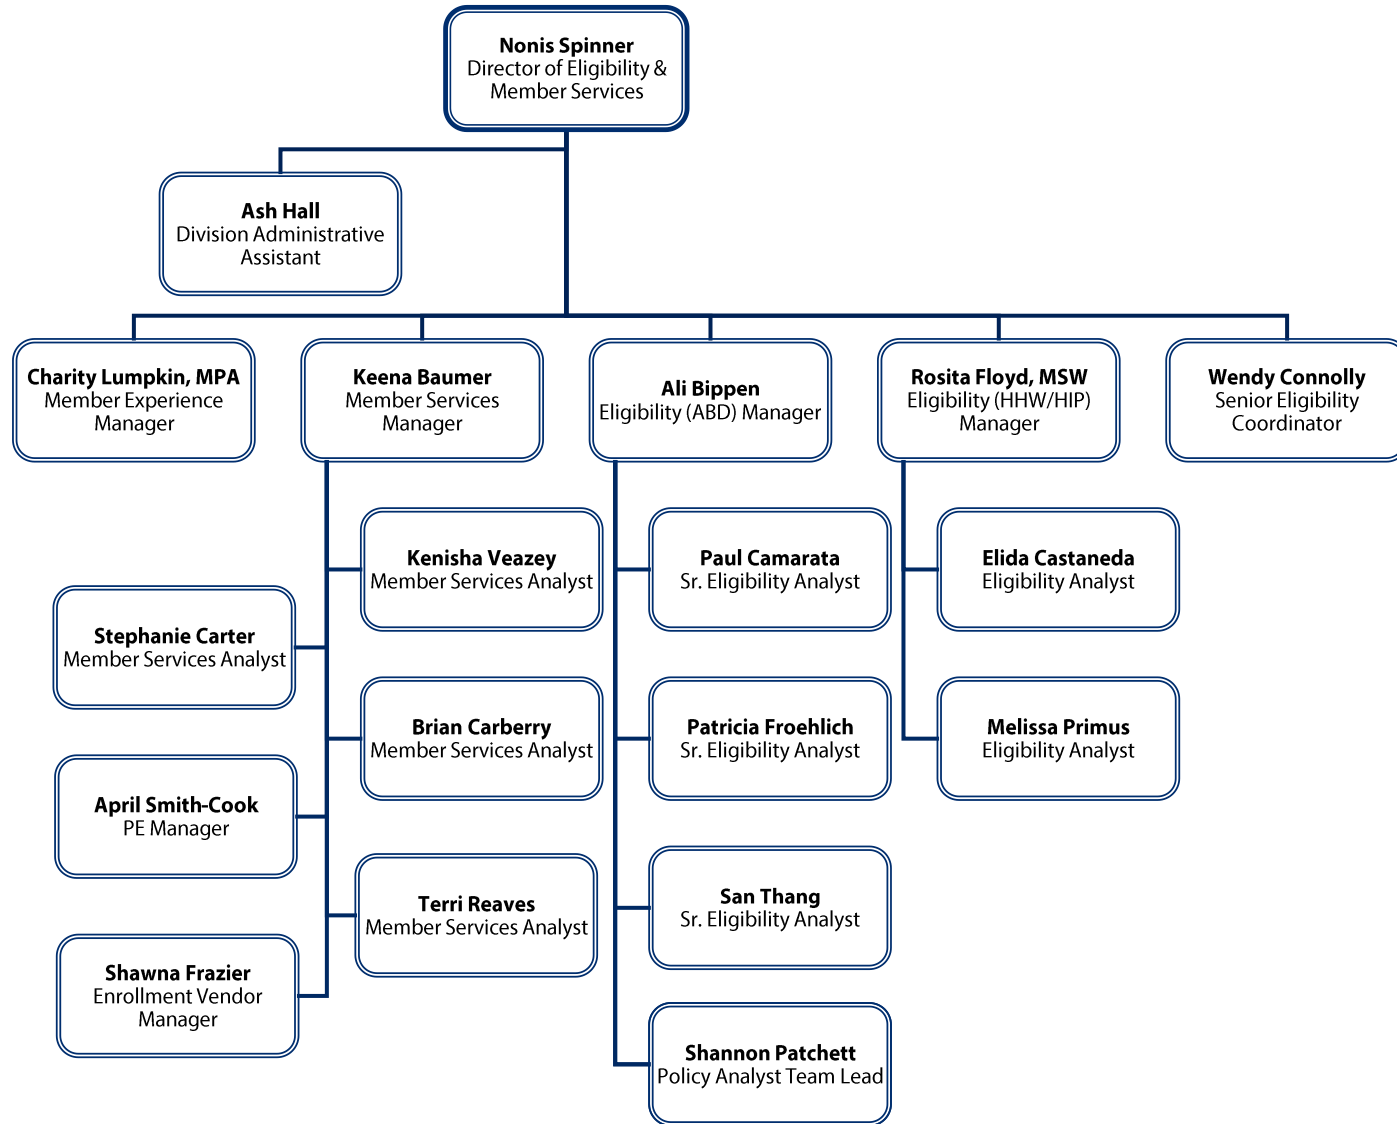 Nonis Spinner
Director of Eligibility &
Member Services
Ash Hall
Division Administrative
Assistant
Charity Lumpkin, MPA
Member Experience
Manager
Keena Baumer
Member Services
Manager
Ali Bippen
Eligibility (ABD) Manager
Rosita Floyd, MSW
Eligibility (HHW/HIP)
Manager
Wendy Connolly
Senior Eligibility
Coordinator
Kenisha Veazey
Member Services Analyst
Stephanie Carter
Member Services Analyst
Brian Carberry
Member Services Analyst
April Smith-Cook
PE Manager
Terri Reaves
Member Services Analyst
Shawna Frazier
Enrollment Vendor
Manager
Paul Camarata
Sr. Eligibility Analyst
Patricia Froehlich
Sr. Eligibility Analyst
San Thang
Sr. Eligibility Analyst
Shannon Patchett
Policy Analyst Team Lead
Elida Castaneda
Eligibility Analyst
Melissa Primus
Eligibility Analyst